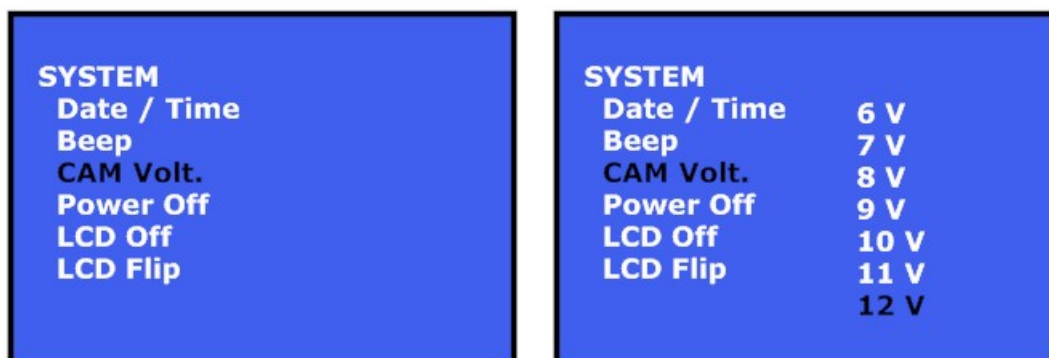 SYSTEM
Date / Time
Beep
CAM Volt.
Power Off
LCD Off
LCD Flip
SYSTEM
Date / Time 6 V
Beep 7 V
CAM Volt. 8 V
Power Off 9 V
LCD Off 10 V
LCD Flip 11 V
12 V